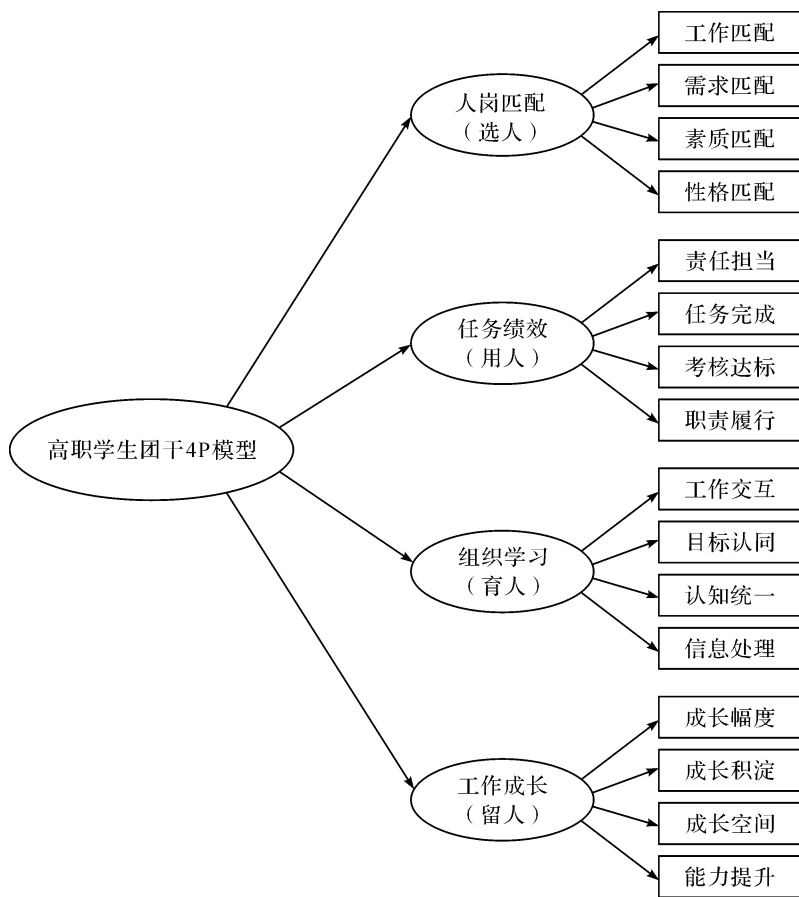 高职学生团干4P模型
人岗匹配
（选人）
工作匹配
需求匹配
素质匹配
性格匹配
任务绩效
（用人）
责任担当
任务完成
考核达标
职责履行
组织学习
（育人）
工作交互
目标认同
认知统一
信息处理
工作成长
（留人）
成长幅度
成长积淀
成长空间
能力提升